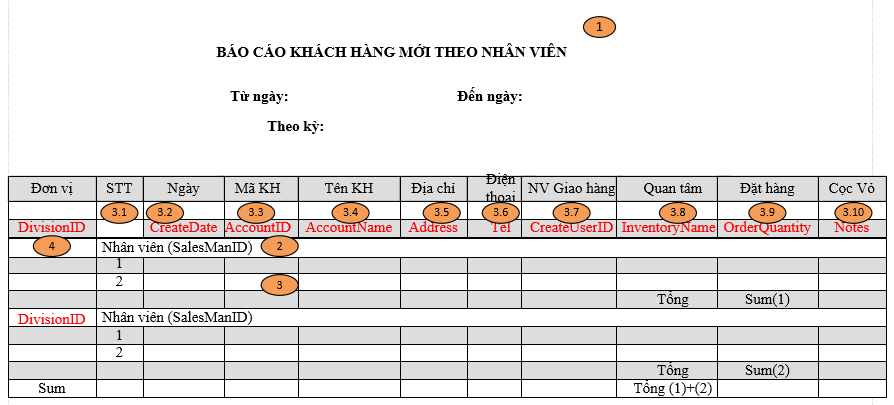 1
BÁO CÁO KHÁCH HÀNG MỚI THEO NHÂN VIÊN
Từ ngày: Đến ngày:
Theo kỳ:
Đơn vị STT Ngày Mã KH Tên KH Địa chỉ Điện thoại NV Giao hàng Quan tâm Đặt hàng Cọc Vỏ
3.1 3.2 3.3 3.4 3.5 3.6 3.7 3.8 3.9 3.10
DivisionID CreateDate AccountID AccountName Address Tel CreateUserID InventoryName OrderQuantity Notes
4 Nhân viên (SalesManID) 2
1
2 3
Tổng Sum(1)
DivisionID Nhân viên (SalesManID)
1
2
Tổng Sum(2)
Sum Tổng (1)+(2)